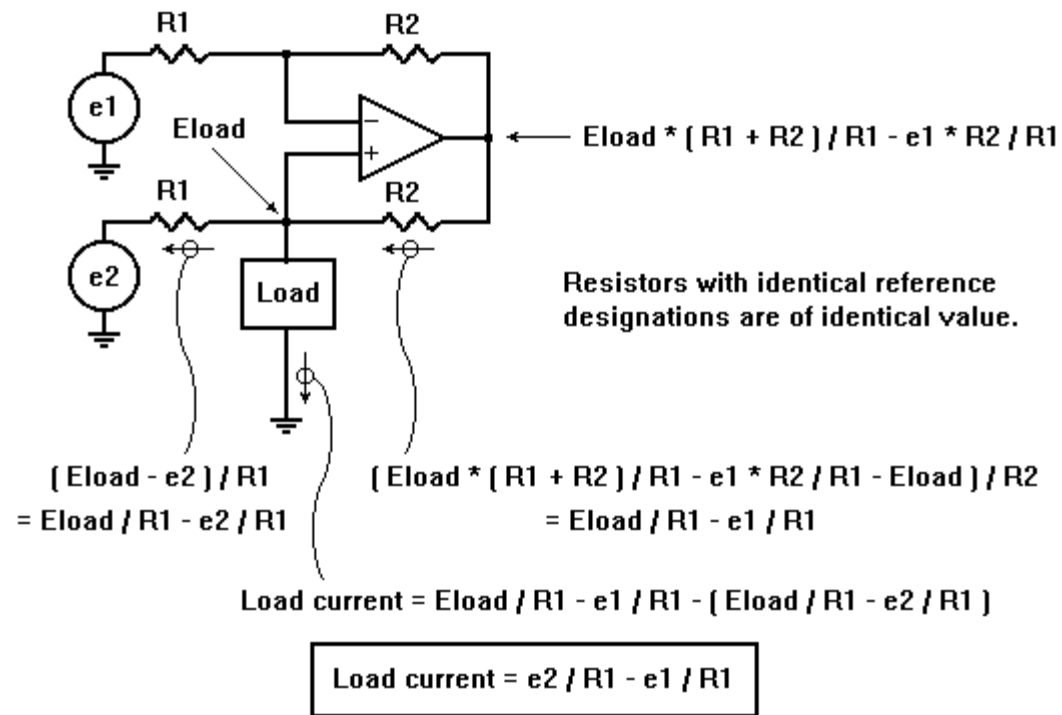 R1
R2
e1
Eload
−
+
Eload * ( R1 + R2 ) / R1 - e1 * R2 / R1
R1
R2
e2
Load
Resistors with identical reference
designations are of identical value.
( Eload - e2 ) / R1
= Eload / R1 - e2 / R1
( Eload * ( R1 + R2 ) / R1 - e1 * R2 / R1 - Eload ) / R2
= Eload / R1 - e1 / R1
Load current = Eload / R1 - e1 / R1 - ( Eload / R1 - e2 / R1 )
Load current = e2 / R1 - e1 / R1